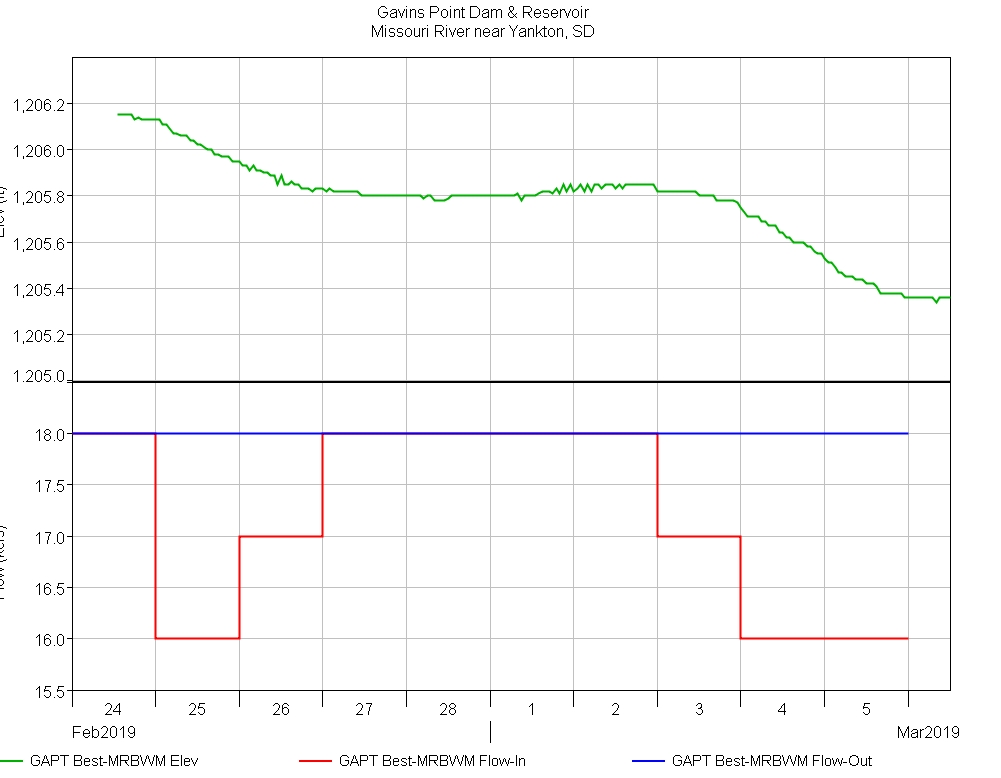 Gavins Point Dam & Reservoir
Missouri River near Yankton, SD
1,206.2
1,206.0
1,205.8
1,205.6
1,205.4
1,205.2
1,205.0
18.0
17.5
17.0
16.5
16.0
15.5
24 25 26 27 28 1 2 3 4 5
Feb2019 Mar2019
GAPT Best-MRBWM Elev GAPT Best-MRBWM Flow-In GAPT Best-MRBWM Flow-Out